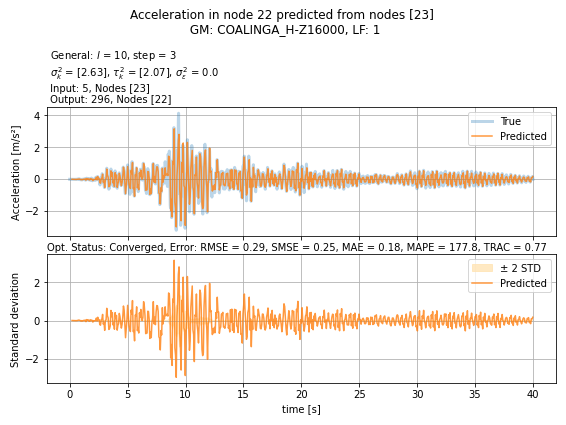 Acceleration in node 22 predicted from nodes [23]
GM: COALINGA_H-Z16000, LF: 1
General: l = 10, step = 3
σ²ₖ = [2.63], τ²ₖ = [2.07], σ²ε = 0.0
Input: 5, Nodes [23]
Output: 296, Nodes [22]
4
2
0
−2
Acceleration [m/s²]
True
Predicted
Opt. Status: Converged, Error: RMSE = 0.29, SMSE = 0.25, MAE = 0.18, MAPE = 177.8, TRAC = 0.77
2
0
−2
Standard deviation
± 2 STD
Predicted
0 5 10 15 20 25 30 35 40
time [s]